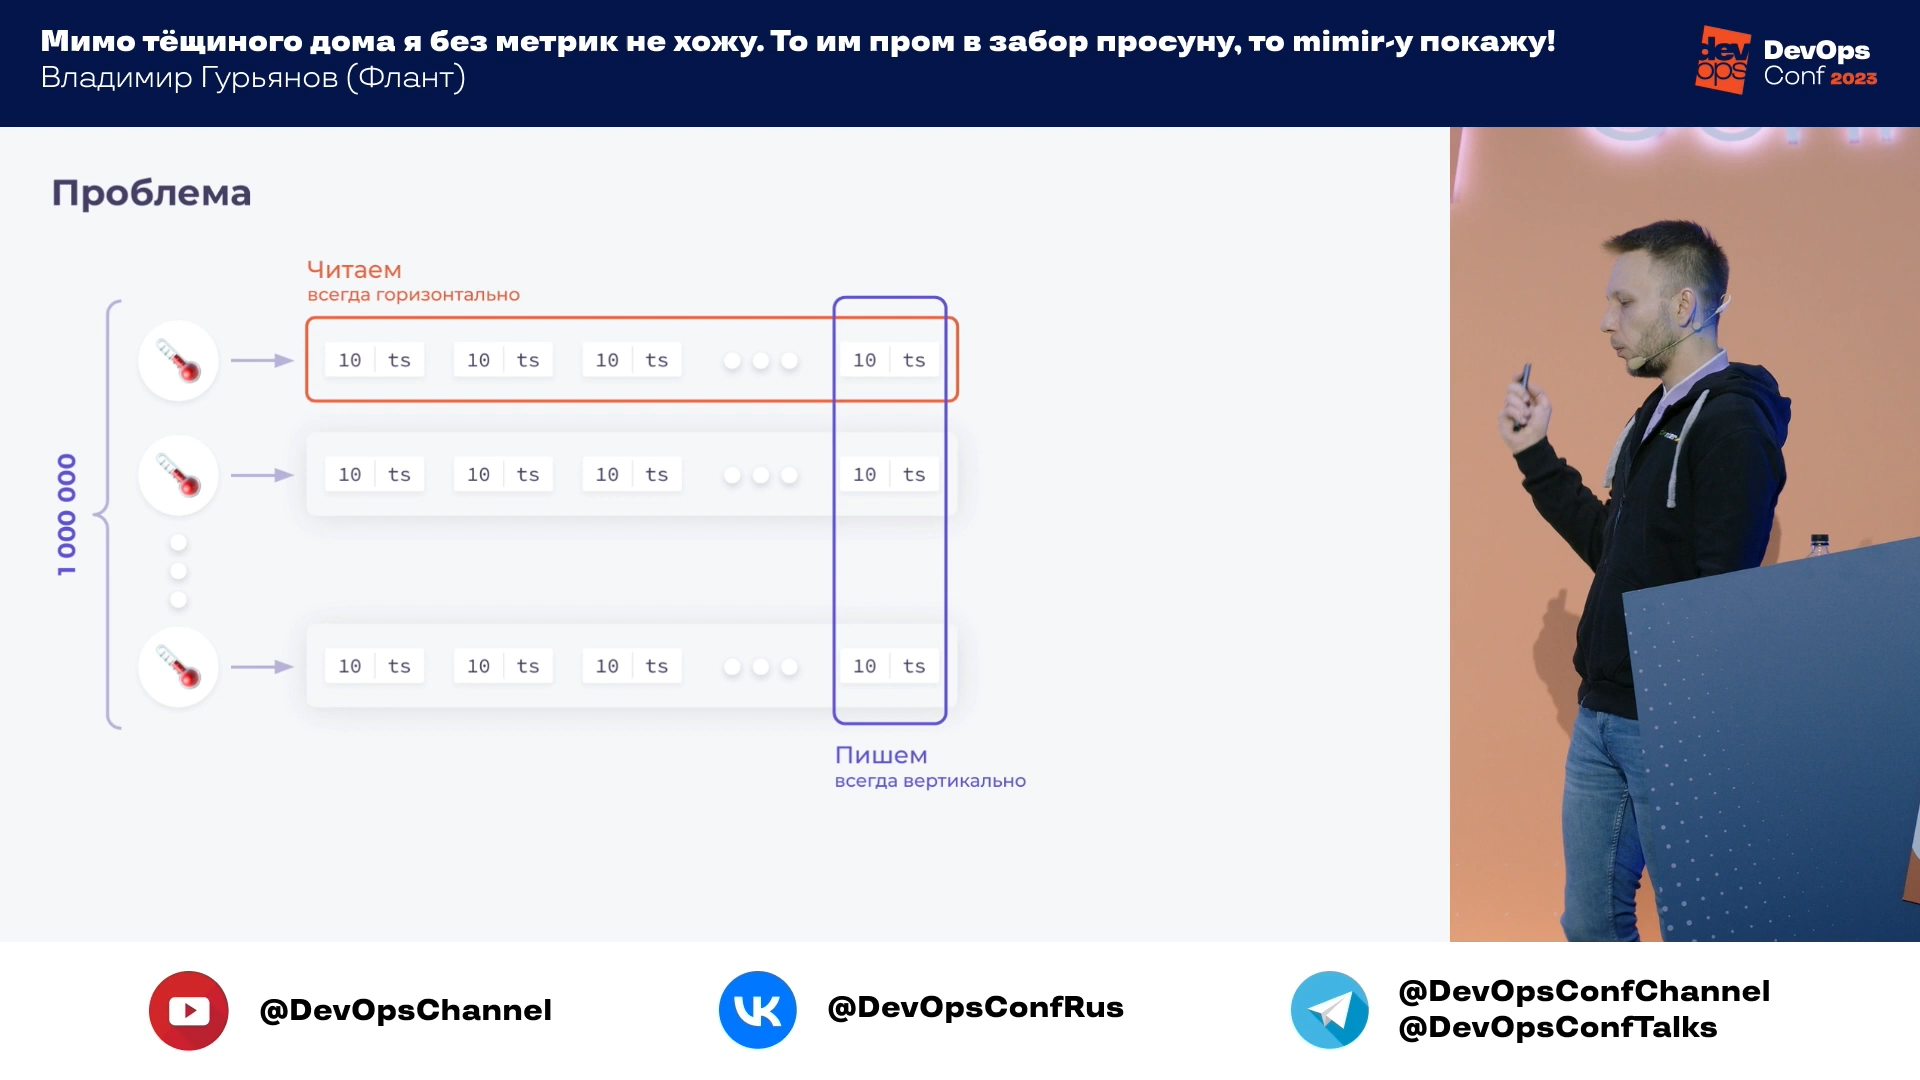 Мимо тёщиного дома я без метрик не хожу. То им пром в забор просуну, то mimir-у покажу!
Владимир Гурьянов (Флант)
dev
ops
DevOps
Conf 2023
Проблема
Читаем
всегда горизонтально
1 000 000
10 ts 10 ts 10 ts 10 ts
10 ts 10 ts 10 ts 10 ts
10 ts 10 ts 10 ts 10 ts
Пишем
всегда вертикально
@DevOpsChannel
@DevOpsConfRus
@DevOpsConfChannel
@DevOpsConfTalks